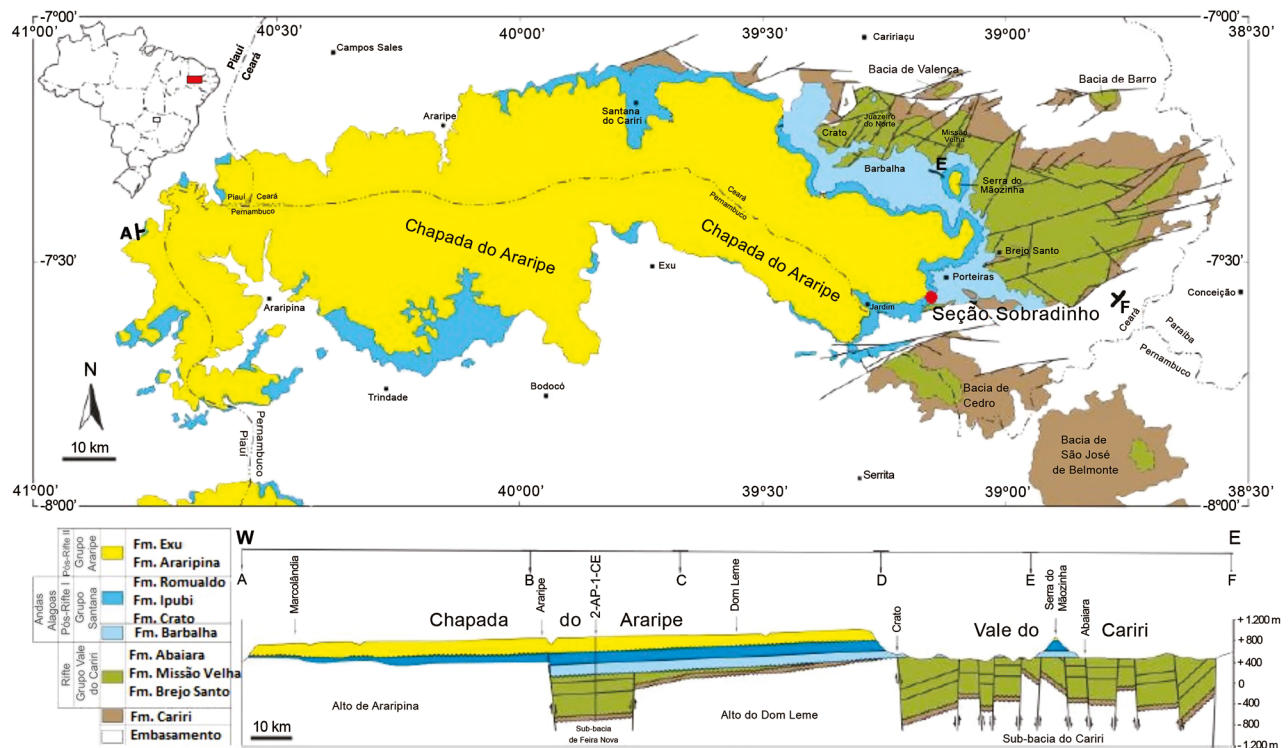 41°00' -7°00'
40°30'
40°00'
39°30'
39°00'
-7°00' 38°30'
Piauí
Ceará
Campos Sales
Caririaçu
Bacia de Valença
Bacia de Barro
Araripe
Santana
do Cariri
Crato
Juazeiro
do Norte
Missão
Velha
Barbalha
E
Serra do
Mãozinha
Piauí Ceará
Pernambuco
Ceará
Pernambuco
A
Chapada do Araripe
Chapada do Araripe
-7°30'
-7°30'
Exu
Brejo Santo
Porteiras
Araripina
Jardim
Seção Sobradinho
F
Conceição
Ceará
Paraíba
Pernambuco
N
10 km
Trindade
Bodocó
Bacia de
Cedro
Bacia de
São José
de Belmonte
Pernambuco
Piauí
Serrita
41°00' -8°00'
40°00'
39°30'
39°00'
-8°00' 38°30'
Pós-Rifte II
Grupo
Araripe
Fm. Exu
Fm. Araripina
Andas
Alagoas
Pós-Rifte I
Grupo
Santana
Fm. Romualdo
Fm. Ipubi
Fm. Crato
Fm. Barbalha
Rifte
Grupo Vale
do Cariri
Fm. Abaiara
Fm. Missão Velha
Fm. Brejo Santo
Fm. Cariri
Embasamento
W
E
A
B
C
D
E
F
Marcolândia
Araripe
2-AP-1-CE
Dom Leme
Crato
Serra do
Mãozinha
Abaiara
Chapada do Araripe
Vale do Cariri
+ 1200 m
+ 800
+ 400
0
- 400
- 800
- 1200 m
Alto de Araripina
Sub-bacia
de Feira Nova
Alto do Dom Leme
Sub-bacia do Cariri
10 km